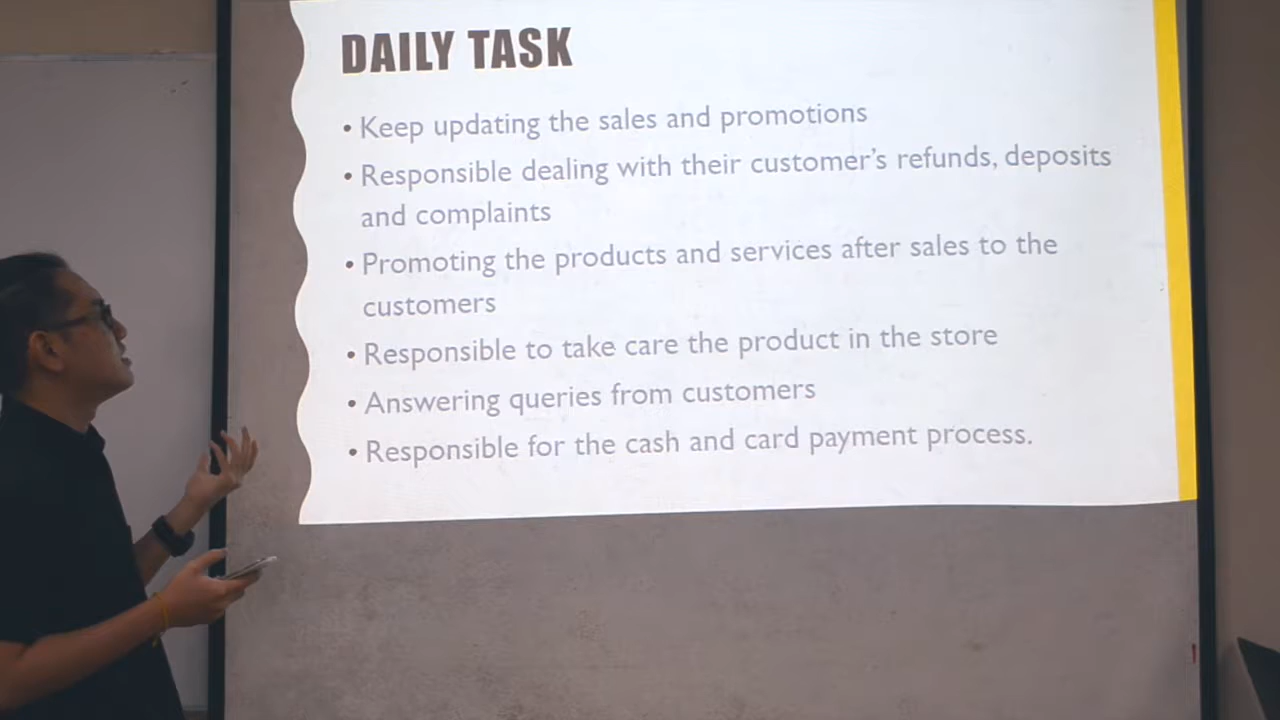 DAILY TASK
• Keep updating the sales and promotions
• Responsible dealing with their customer's refunds, deposits
and complaints
• Promoting the products and services after sales to the
customers
• Responsible to take care the product in the store
• Answering queries from customers
• Responsible for the cash and card payment process.